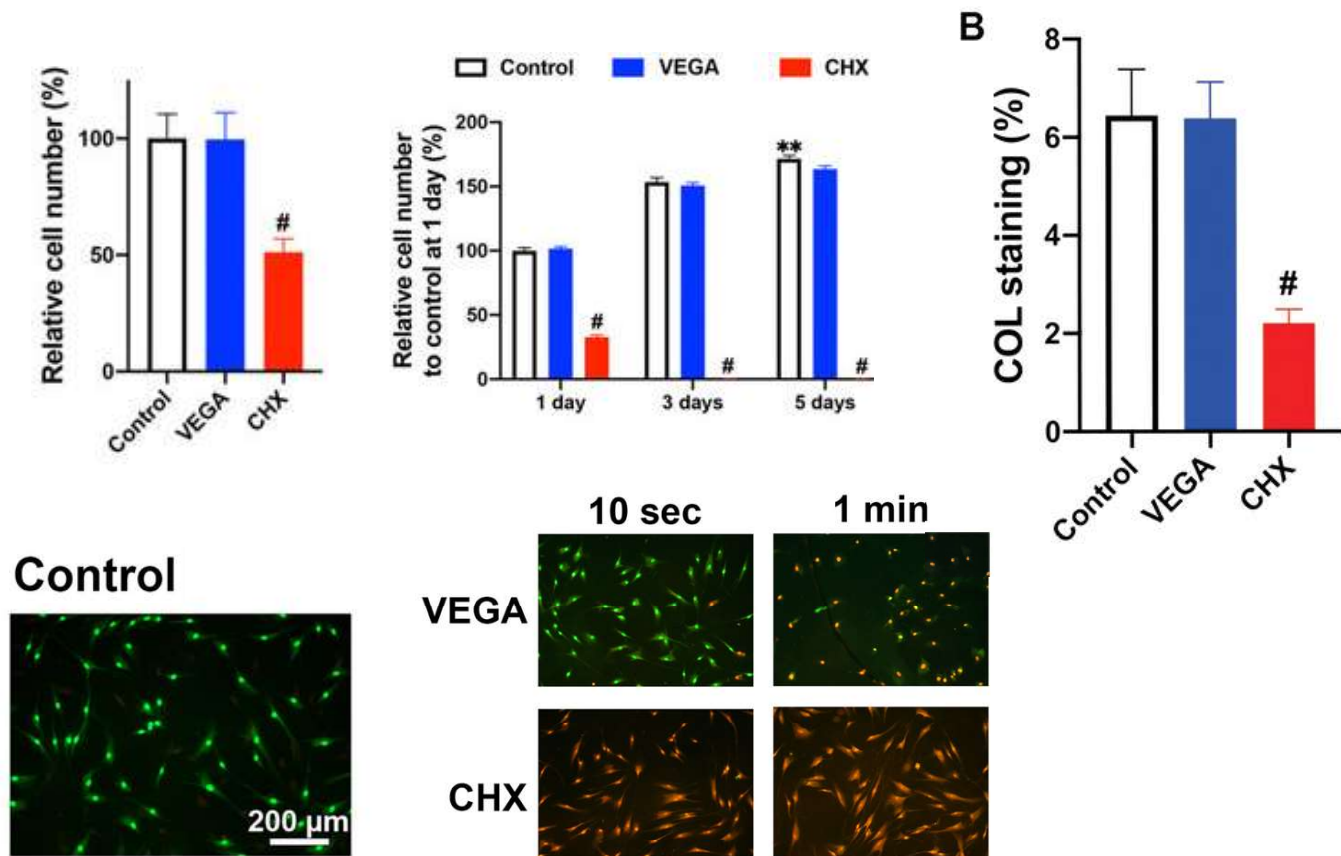 Relative cell number (%)
100
50
0
#
Control
VEGA
CHX
Control VEGA CHX
Relative cell number
to control at 1 day (%)
200
150
100
50
0
#
#
**
#
1 day 3 days 5 days
B
COL staining (%)
8
6
4
2
0
#
Control
VEGA
CHX
Control
200 μm
10 sec 1 min
VEGA
CHX